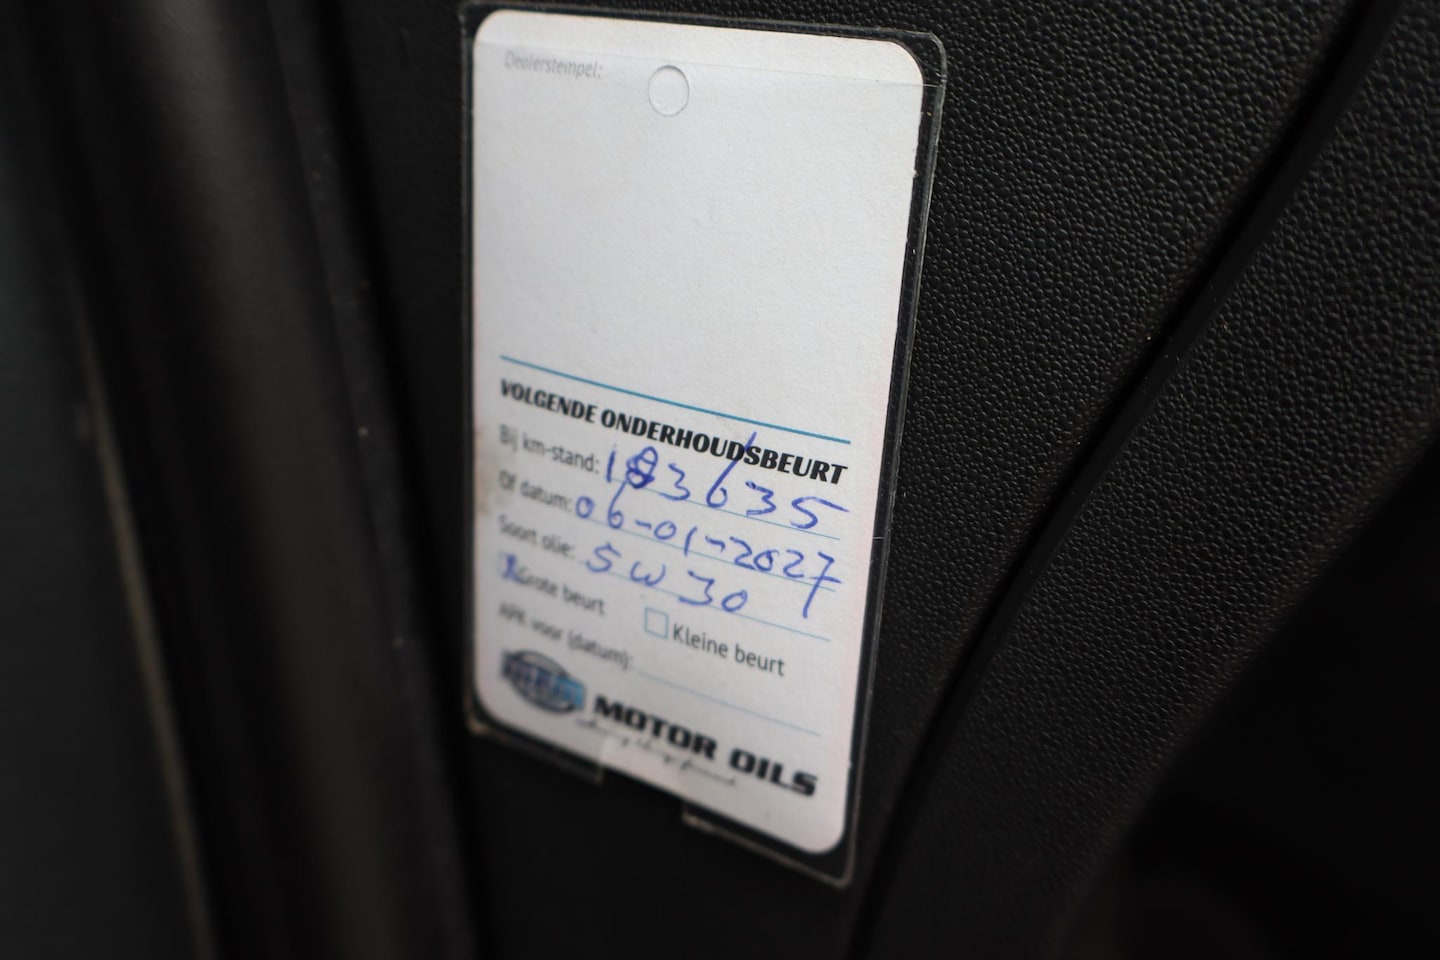 Dealerstempel:
VOLGENDE ONDERHOUDSBEURT
Bij km-stand: 183635
Of datum: 06-01-2027
Soort olie: 5W30
Grote beurt Kleine beurt
APK voor (datum):
MOTOR OILS